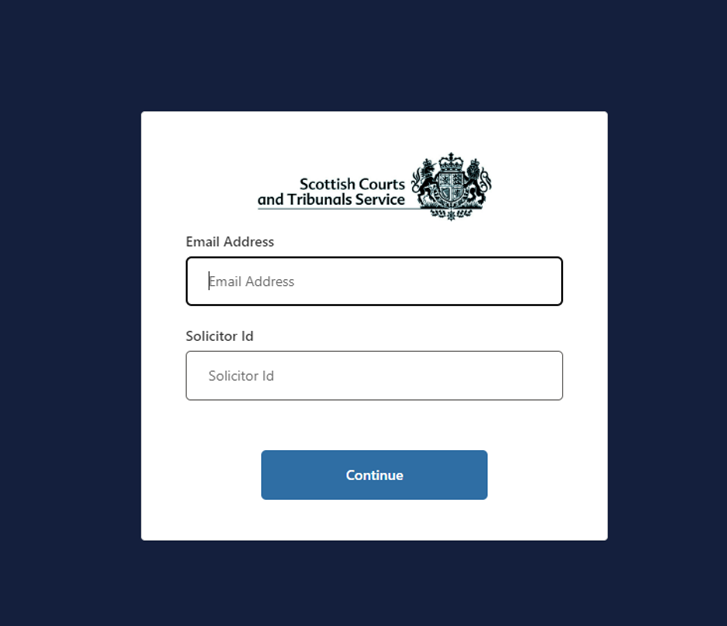 Scottish Courts
and Tribunals Service
Email Address
Email Address
Solicitor Id
Solicitor Id
Continue